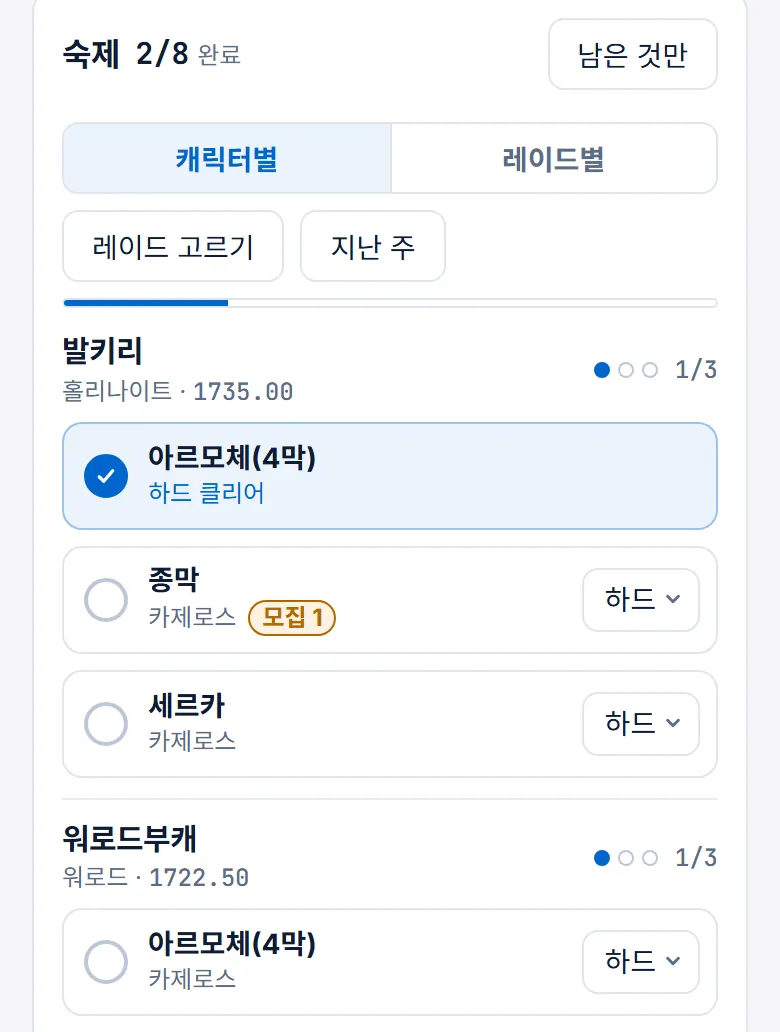 숙제 2/8 완료
남은 것만
캐릭터별
레이드별
레이드 고르기
지난 주
발키리
홀리나이트 · 1735.00
1/3
아르모체(4막)
하드 클리어
종막
카제로스 모집 1
하드
세르카
카제로스
하드
워로드부캐
워로드 · 1722.50
1/3
아르모체(4막)
카제로스
하드